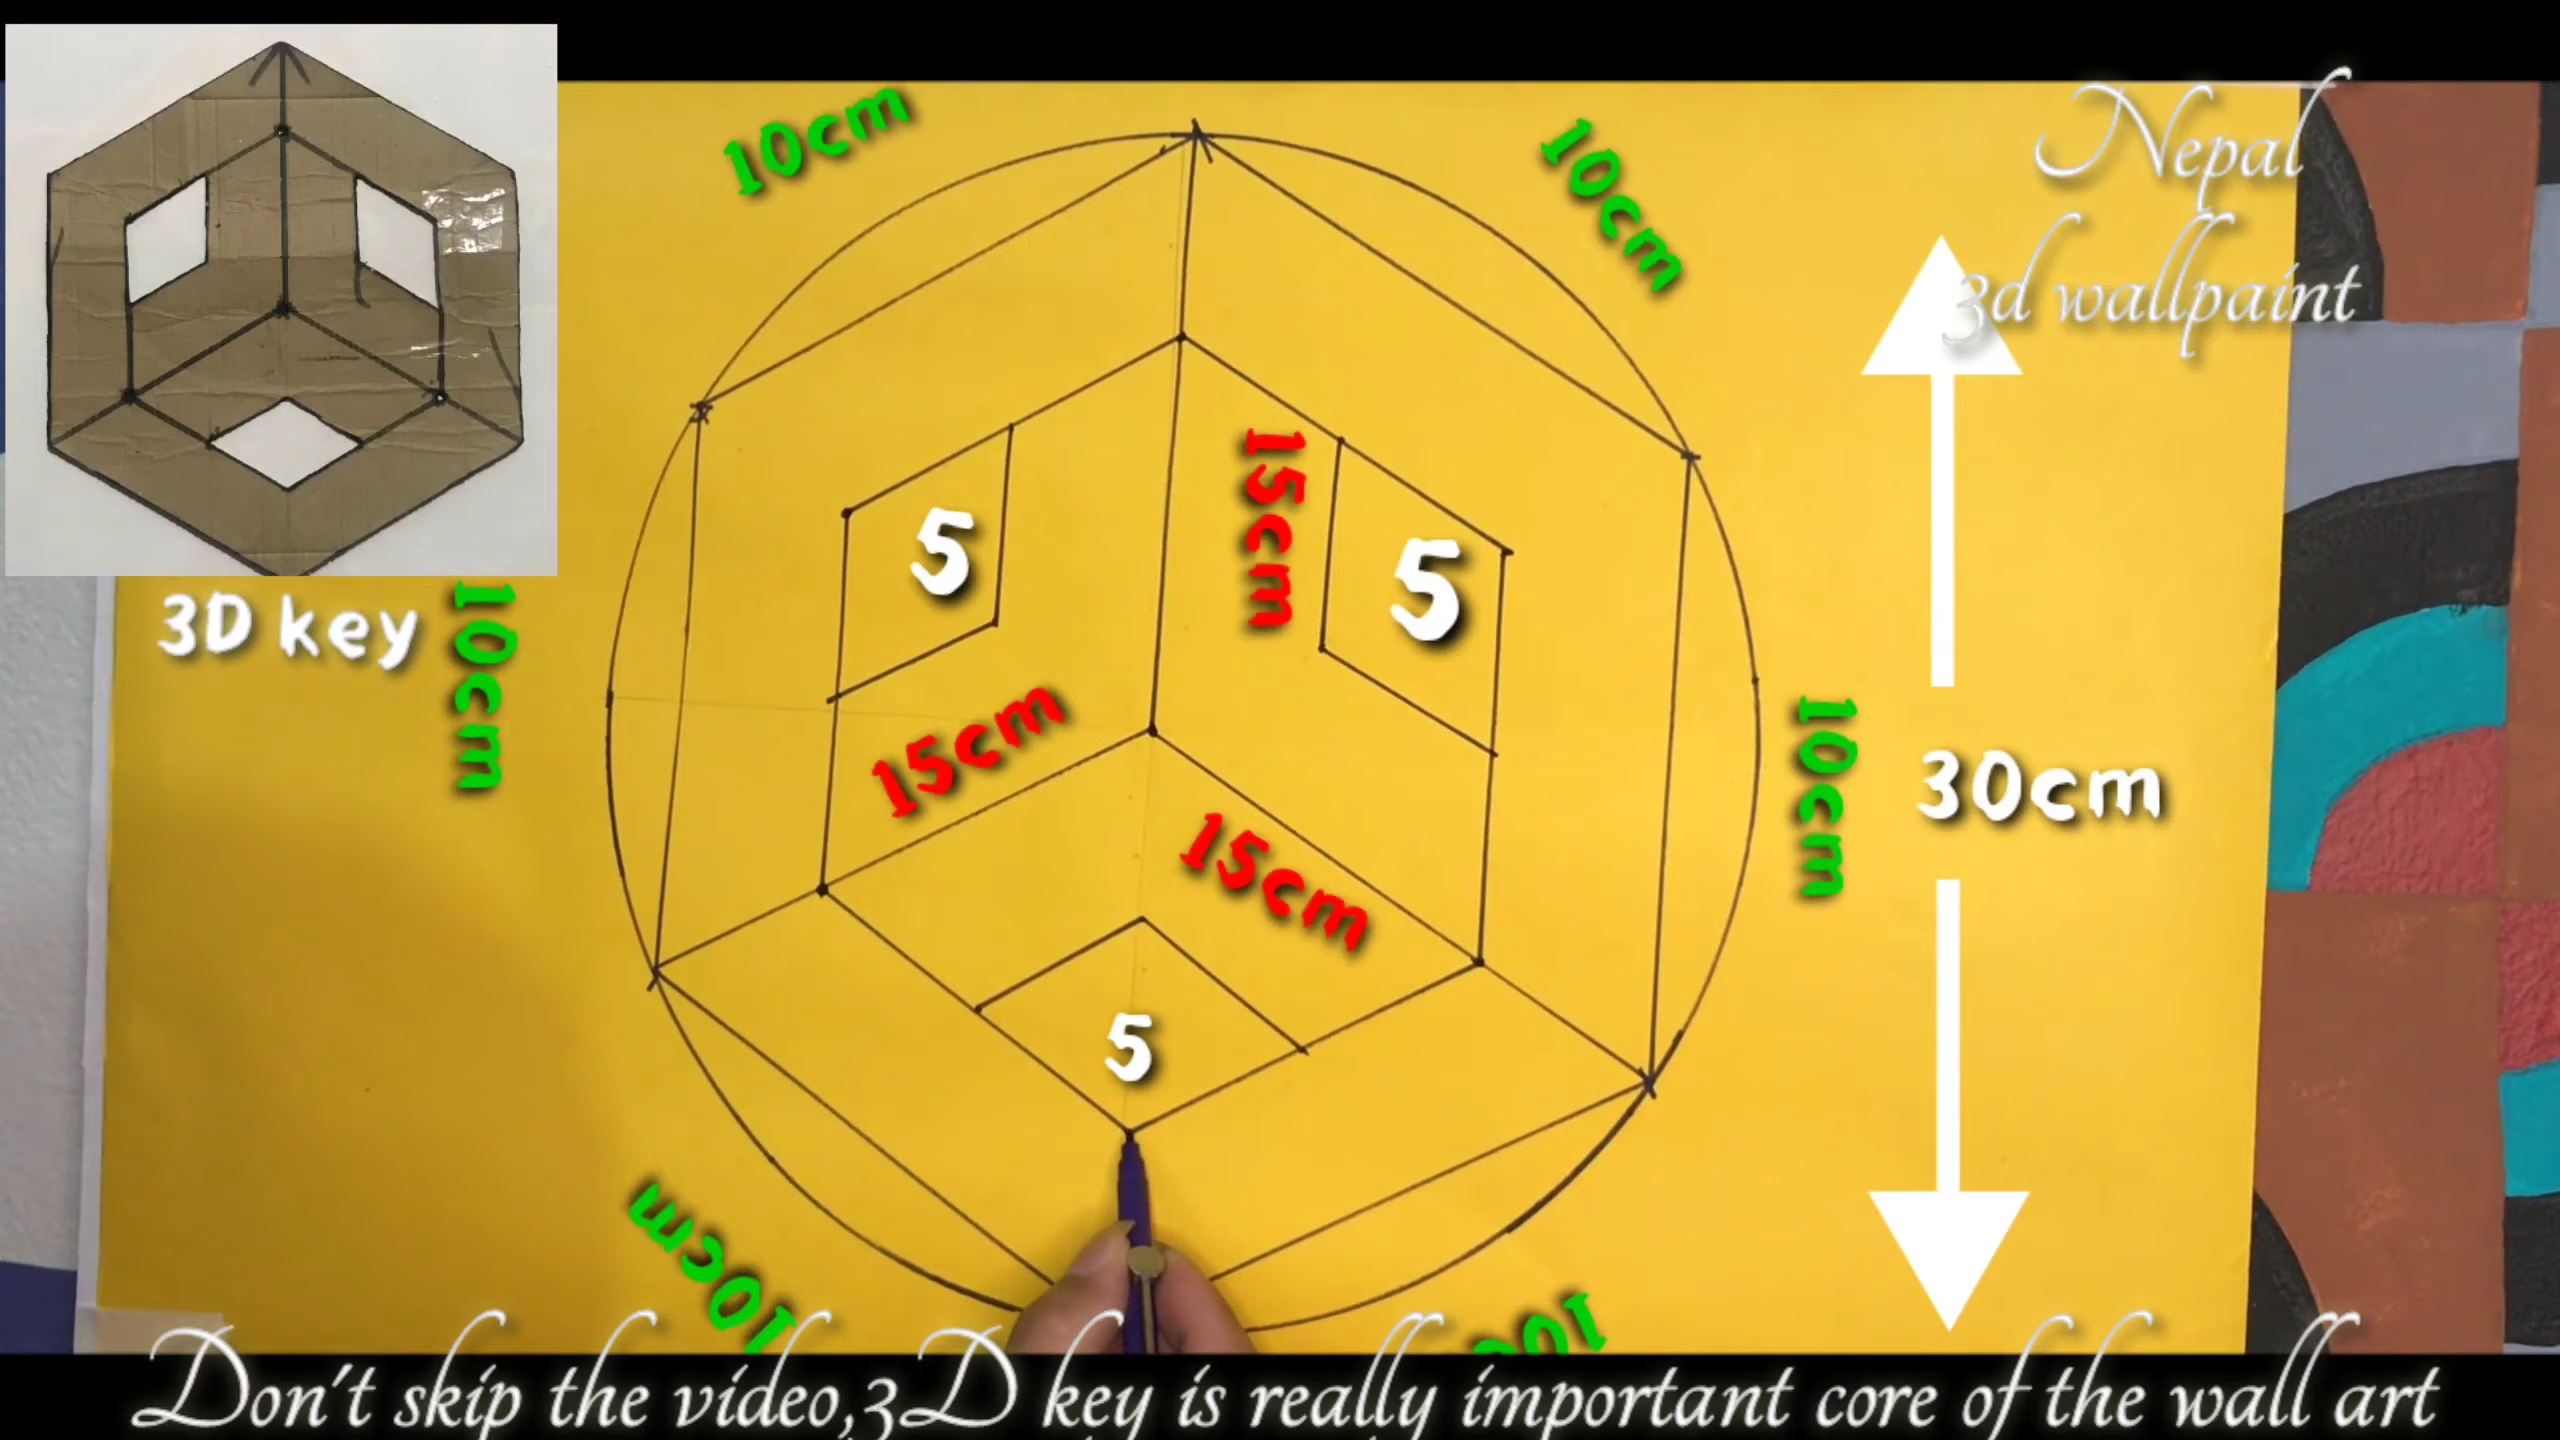 Nepal
3d wallpaint
10cm
10cm
15cm
5
5
3D key
10cm
15cm
10cm
30cm
15cm
5
10cm
Don't skip the video,3D key is really important core of the wall art